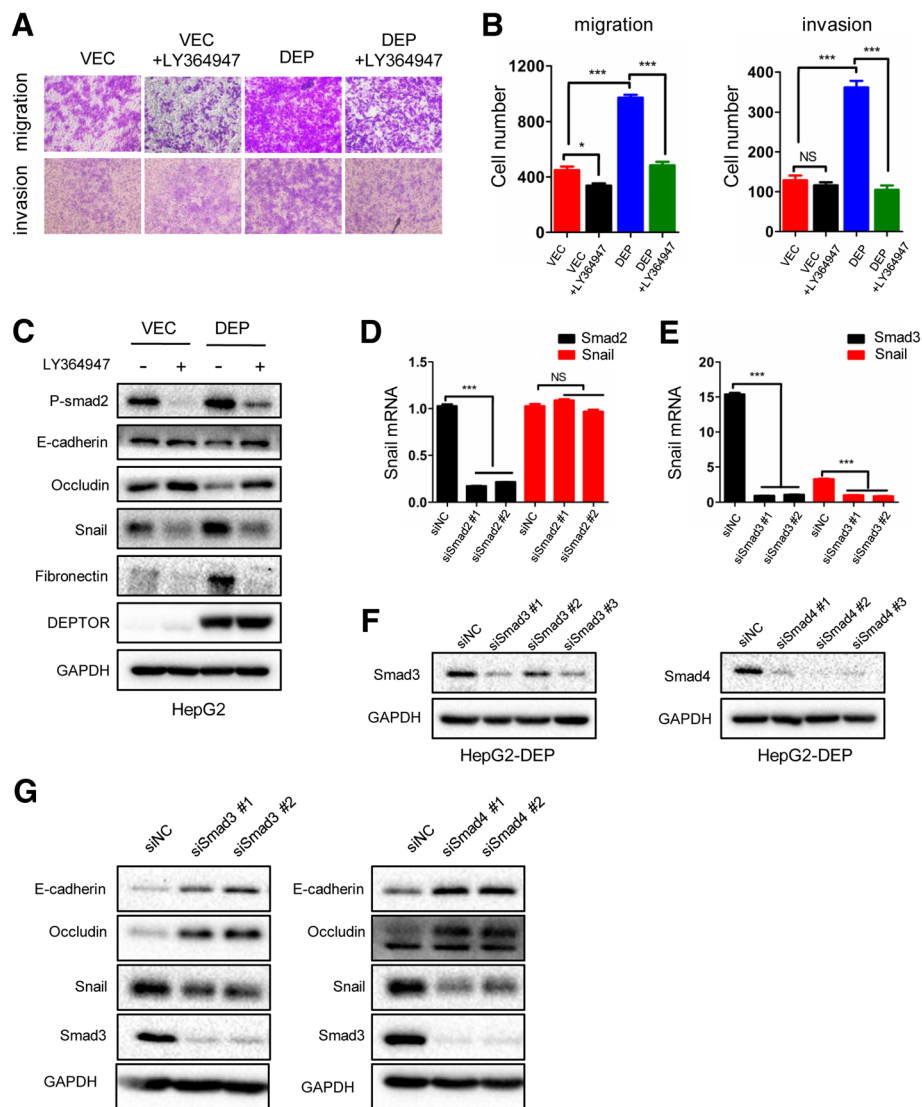 A
VEC
VEC
+LY364947
DEP
DEP
+LY364947
migration
invasion
B
migration
Cell number
1200
800
400
0
***
***
*
VEC
VEC
+LY364947
DEP
DEP
+LY364947
invasion
Cell number
400
300
200
100
0
***
***
NS
VEC
VEC
+LY364947
DEP
DEP
+LY364947
C
VEC
DEP
LY364947
- + - +
P-smad2
E-cadherin
Occludin
Snail
Fibronectin
DEPTOR
GAPDH
HepG2
D
Smad2
Snail
Snail mRNA
1.5
1.0
0.5
0.0
***
NS
siNC
siSmad2 #1
siSmad2 #2
siNC
siSmad2 #1
siSmad2 #2
E
Smad3
Snail
Snail mRNA
20
15
10
5
0
***
***
siNC
siSmad3 #1
siSmad3 #2
siNC
siSmad3 #1
siSmad3 #2
F
siNC
siSmad3 #1
siSmad3 #2
siSmad3 #3
Smad3
GAPDH
HepG2-DEP
siNC
siSmad4 #1
siSmad4 #2
siSmad4 #3
Smad4
GAPDH
HepG2-DEP
G
siNC
siSmad3 #1
siSmad3 #2
E-cadherin
Occludin
Snail
Smad3
GAPDH
siNC
siSmad4 #1
siSmad4 #2
E-cadherin
Occludin
Snail
Smad3
GAPDH